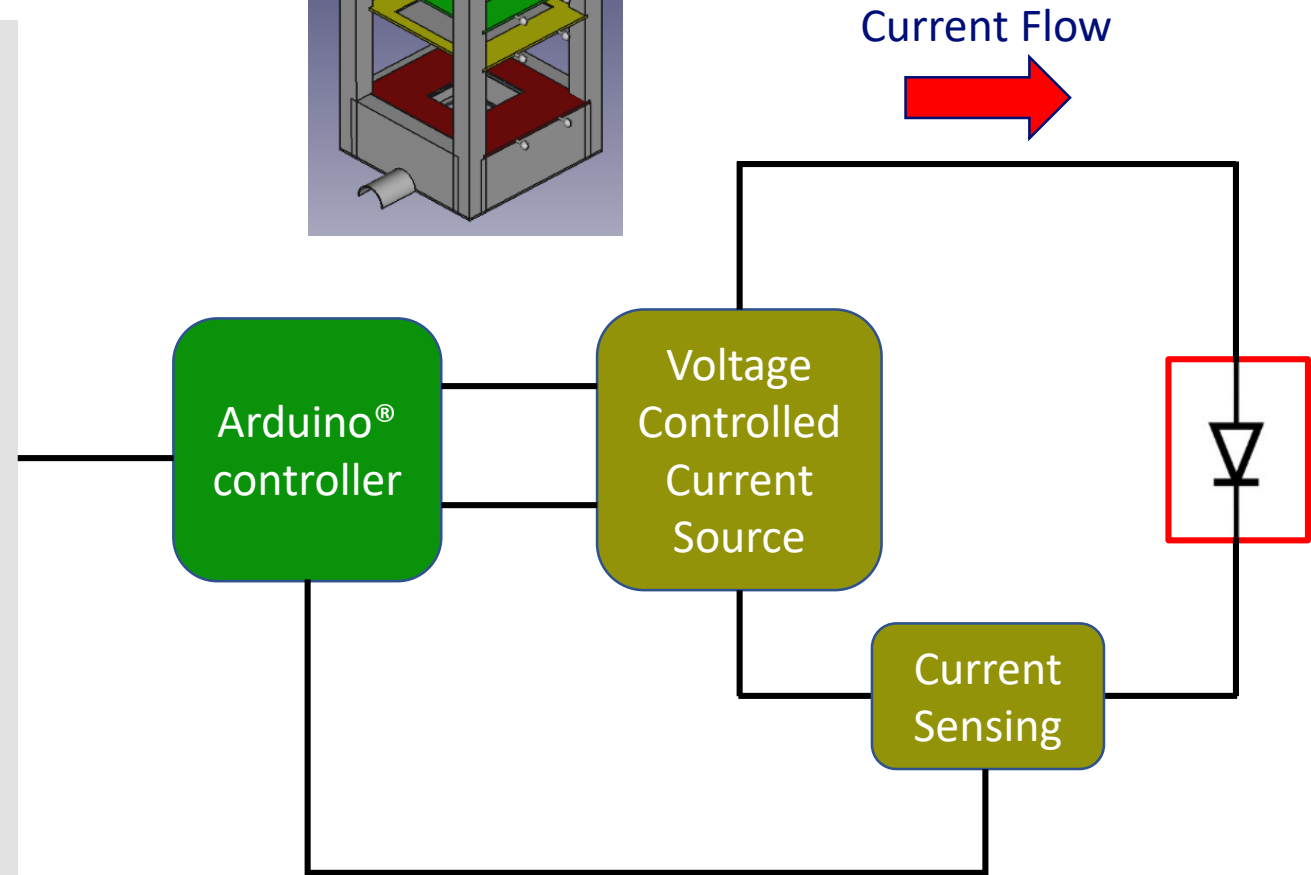 Current Flow
Arduino®
controller
Voltage
Controlled
Current
Source
Current
Sensing